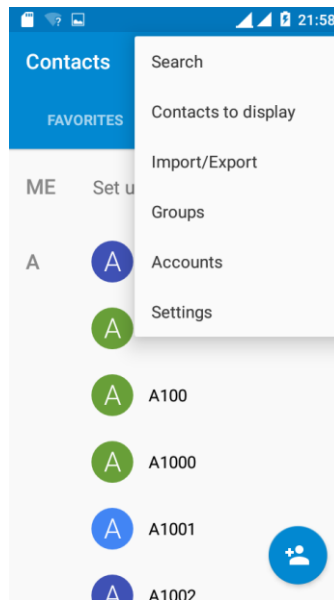 21:58
Contacts
Search
FAVORITES
Contacts to display
Import/Export
ME
Set u
Groups
A
A
Accounts
Settings
A
A
A100
A
A1000
A
A1001
A
A1002